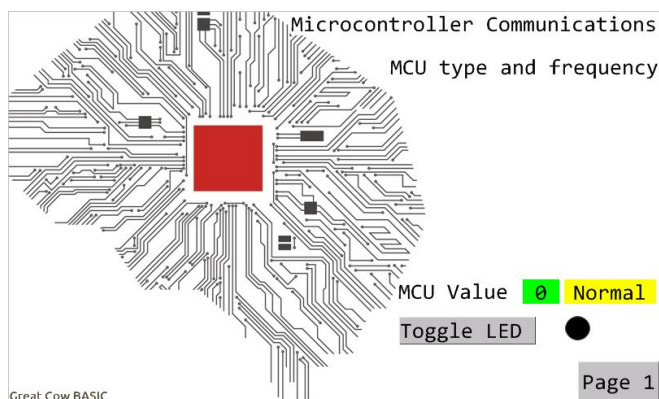 Microcontroller Communications
MCU type and frequency
MCU Value 0 Normal
Toggle LED
Page 1
Great Cow BASIC